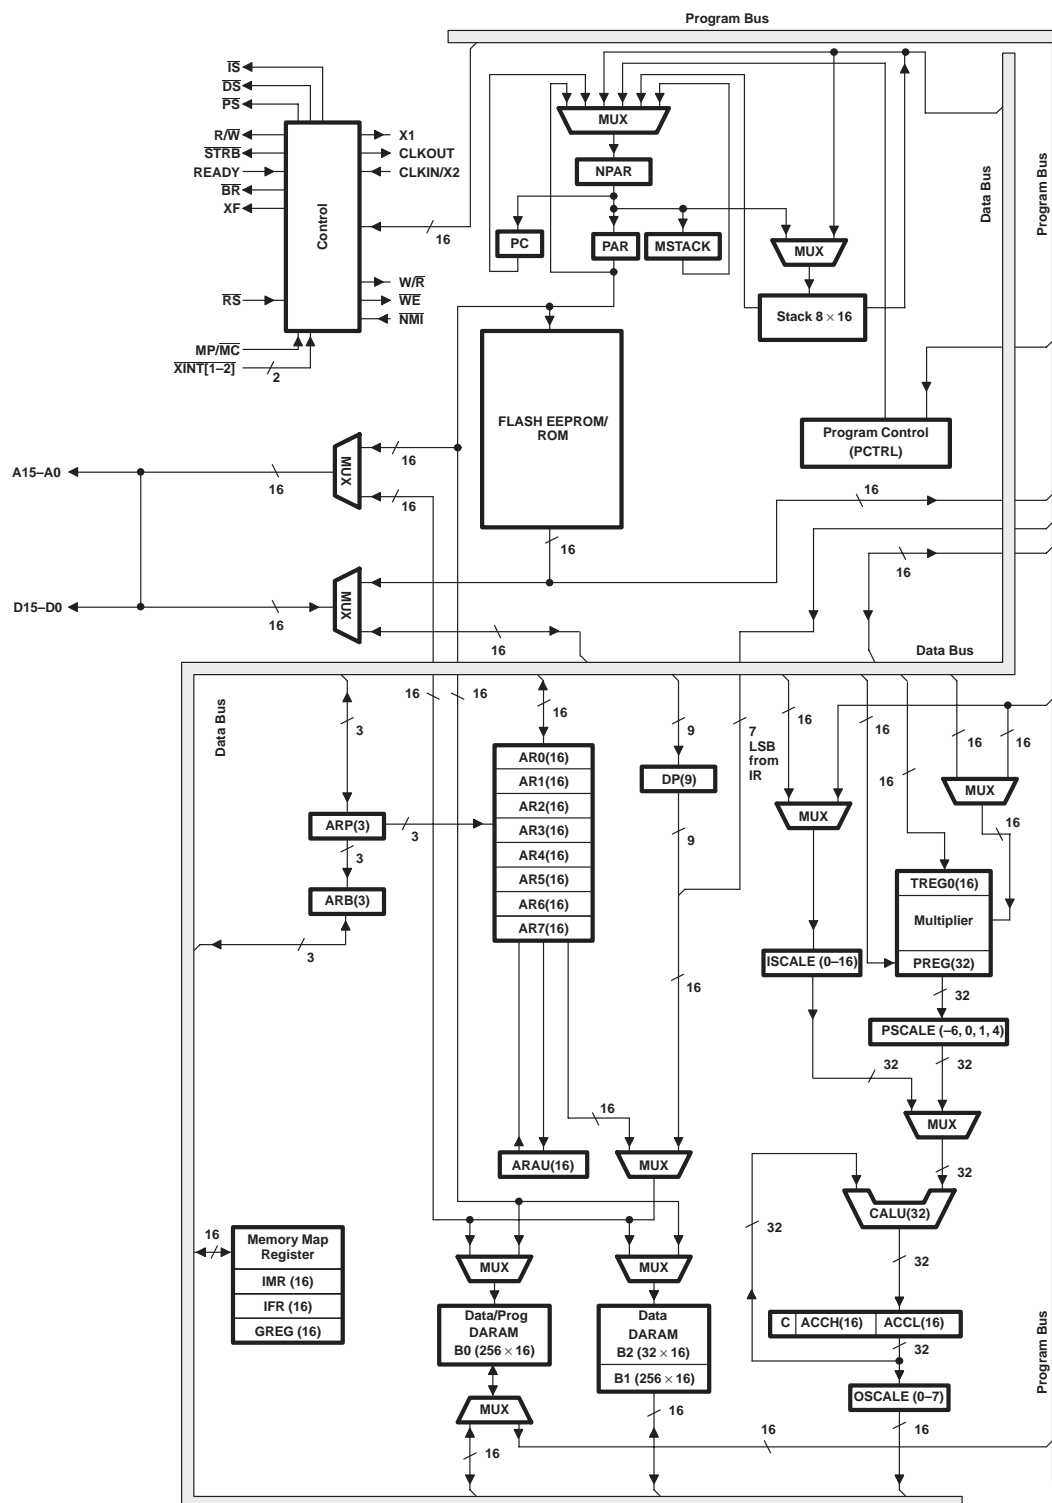 Program Bus
IS
DS
PS
R/W
STRB
READY
BR
XF
RS
MP/MC
XINT[1–2]
2
Control
X1
CLKOUT
CLKIN/X2
16
W/R
WE
NMI
MUX
NPAR
PC
PAR
MSTACK
MUX
Stack 8 × 16
Data Bus
Program Bus
FLASH EEPROM/
ROM
Program Control
(PCTRL)
A15–A0
16
MUX
16
16
16
16
16
D15–D0
16
MUX
16
Data Bus
Data Bus
3
16
16
16
9
7
LSB
from
IR
16
16
16
16
16
AR0(16)
AR1(16)
AR2(16)
AR3(16)
AR4(16)
AR5(16)
AR6(16)
AR7(16)
DP(9)
9
MUX
MUX
16
ARP(3)
3
3
ARB(3)
3
TREG0(16)
Multiplier
PREG(32)
ISCALE (0–16)
16
32
PSCALE (–6, 0, 1, 4)
32
32
MUX
16
ARAU(16)
MUX
32
CALU(32)
32
32
16
Memory Map
Register
IMR (16)
IFR (16)
GREG (16)
MUX
MUX
Data/Prog
DARAM
B0 (256 × 16)
Data
DARAM
B2 (32 × 16)
B1 (256 × 16)
C
ACCH(16)
ACCL(16)
32
OSCALE (0–7)
MUX
16
16
16
16
Program Bus